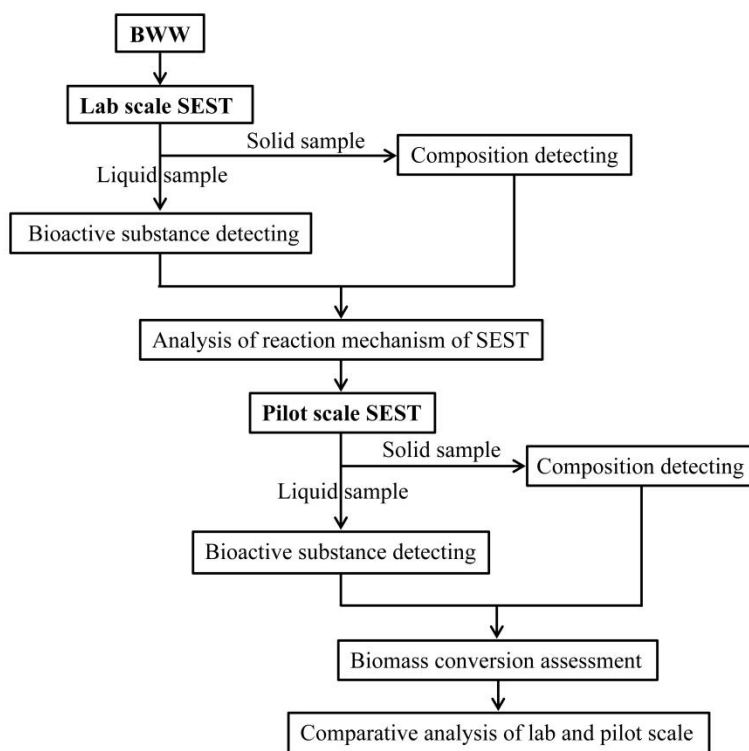 BWW
Lab scale SEST
Solid sample
Composition detecting
Liquid sample
Bioactive substance detecting
Analysis of reaction mechanism of SEST
Pilot scale SEST
Solid sample
Composition detecting
Liquid sample
Bioactive substance detecting
Biomass conversion assessment
Comparative analysis of lab and pilot scale